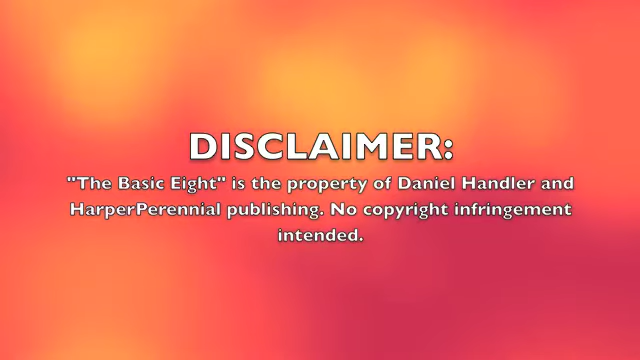 DISCLAIMER:
"The Basic Eight" is the property of Daniel Handler and
HarperPerennial publishing. No copyright infringement
intended.